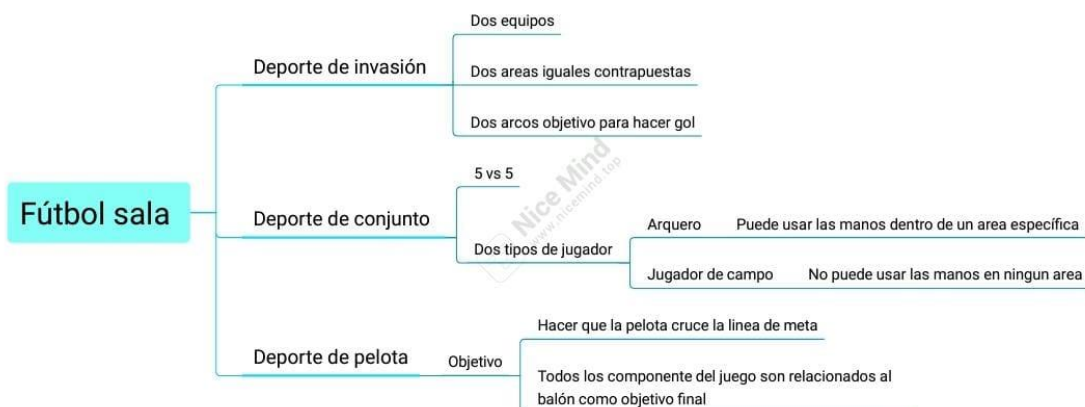 Fútbol sala
Deporte de invasión
Dos equipos
Dos areas iguales contrapuestas
Dos arcos objetivo para hacer gol
Deporte de conjunto
5 vs 5
Dos tipos de jugador
Arquero
Puede usar las manos dentro de un area específica
Jugador de campo
No puede usar las manos en ningun area
Deporte de pelota
Objetivo
Hacer que la pelota cruce la linea de meta
Todos los componente del juego son relacionados al
balón como objetivo final
Nice Mind
www.nicemind.top